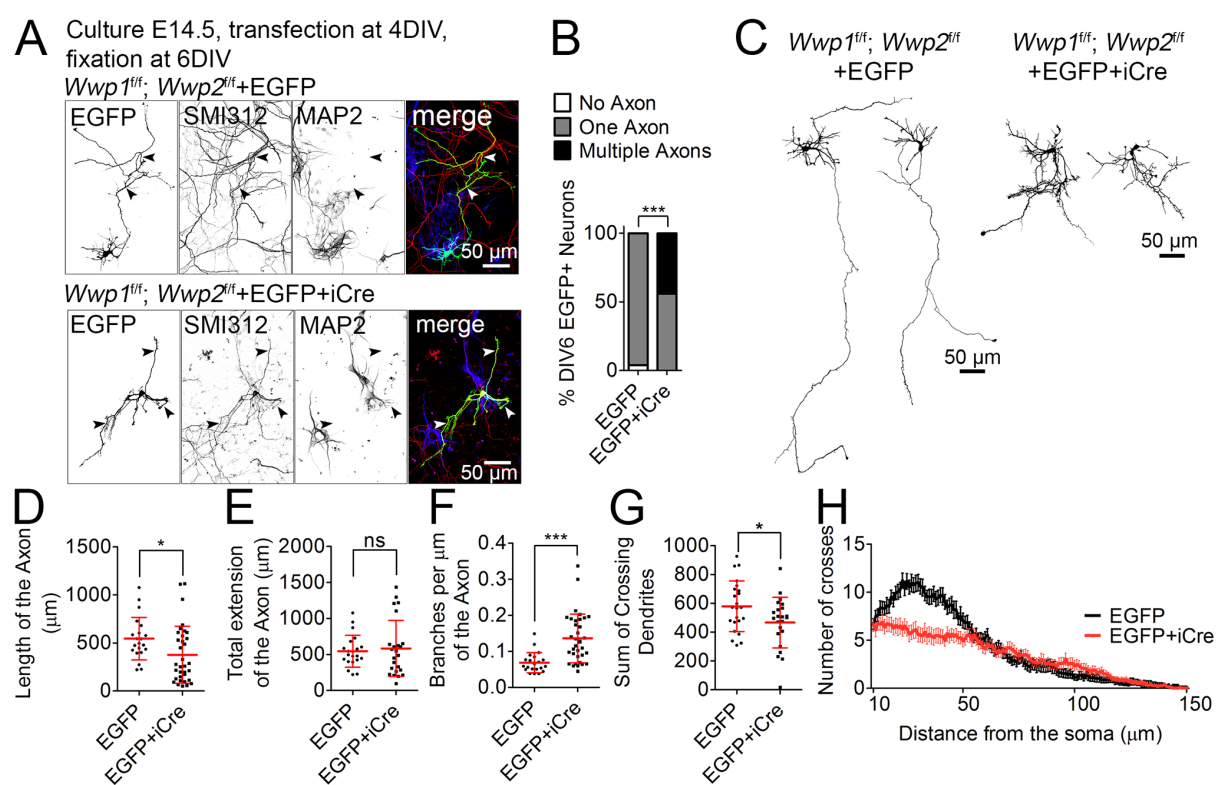 A
Culture E14.5, transfection at 4DIV,
fixation at 6DIV
Wwp1f/f; Wwp2f/f+EGFP
EGFP
SMI312
MAP2
merge
50 µm
Wwp1f/f; Wwp2f/f+EGFP+iCre
EGFP
SMI312
MAP2
merge
50 µm
B
No Axon
One Axon
Multiple Axons
***
100
50
0
% DIV6 EGFP+ Neurons
EGFP
EGFP+iCre
C
Wwp1f/f; Wwp2f/f
+EGFP
Wwp1f/f; Wwp2f/f
+EGFP+iCre
50 µm
50 µm
D
Length of the Axon
(µm)
1500
1000
500
0
*
EGFP
EGFP+iCre
E
Total extension
of the Axon (µm)
2000
1500
1000
500
0
ns
EGFP
EGFP+iCre
F
Branches per µm
of the Axon
0.4
0.3
0.2
0.1
0.0
***
EGFP
EGFP+iCre
G
Sum of Crossing
Dendrites
1000
800
600
400
200
0
*
EGFP
EGFP+iCre
H
Number of crosses
15
10
5
0
EGFP
EGFP+iCre
10
50
100
150
Distance from the soma (µm)